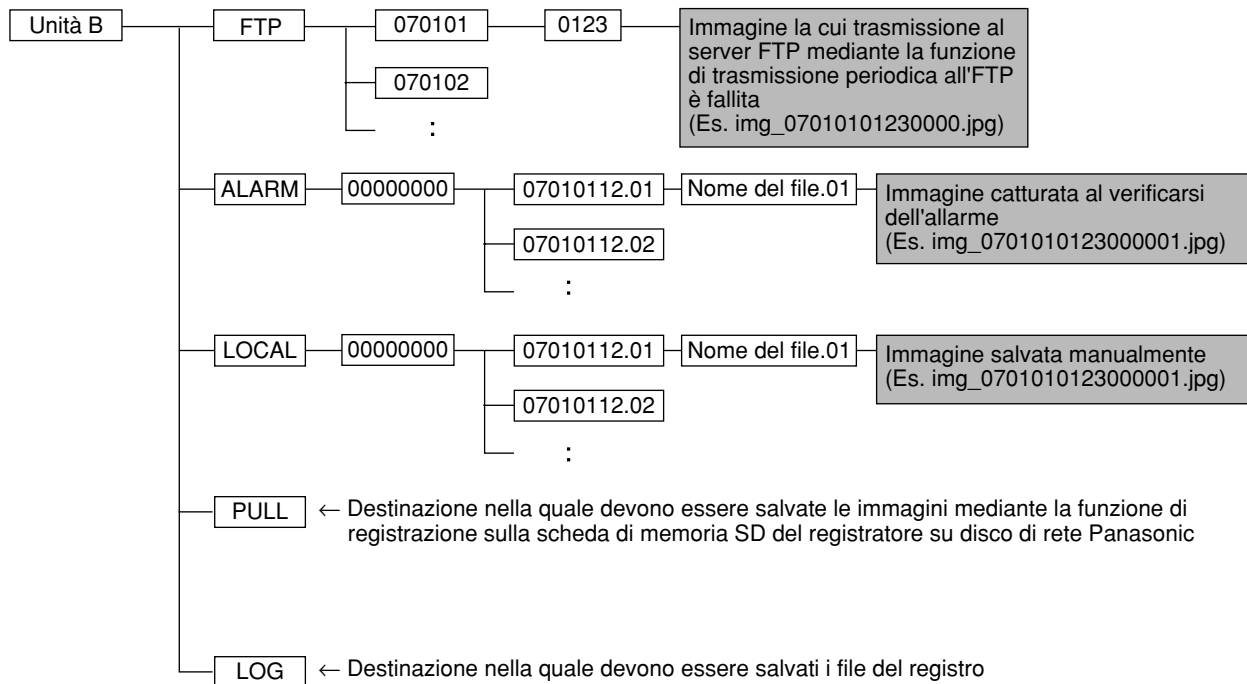 Unità B
FTP
070101
0123
Immagine la cui trasmissione al
server FTP mediante la funzione
di trasmissione periodica all'FTP
è fallita
(Es. img_07010101230000.jpg)
070102
:
ALARM
00000000
07010112.01
Nome del file.01
Immagine catturata al verificarsi
dell'allarme
(Es. img_0701010123000001.jpg)
07010112.02
:
LOCAL
00000000
07010112.01
Nome del file.01
Immagine salvata manualmente
(Es. img_0701010123000001.jpg)
07010112.02
:
PULL
← Destinazione nella quale devono essere salvate le immagini mediante la funzione di
registrazione sulla scheda di memoria SD del registratore su disco di rete Panasonic
LOG
← Destinazione nella quale devono essere salvati i file del registro